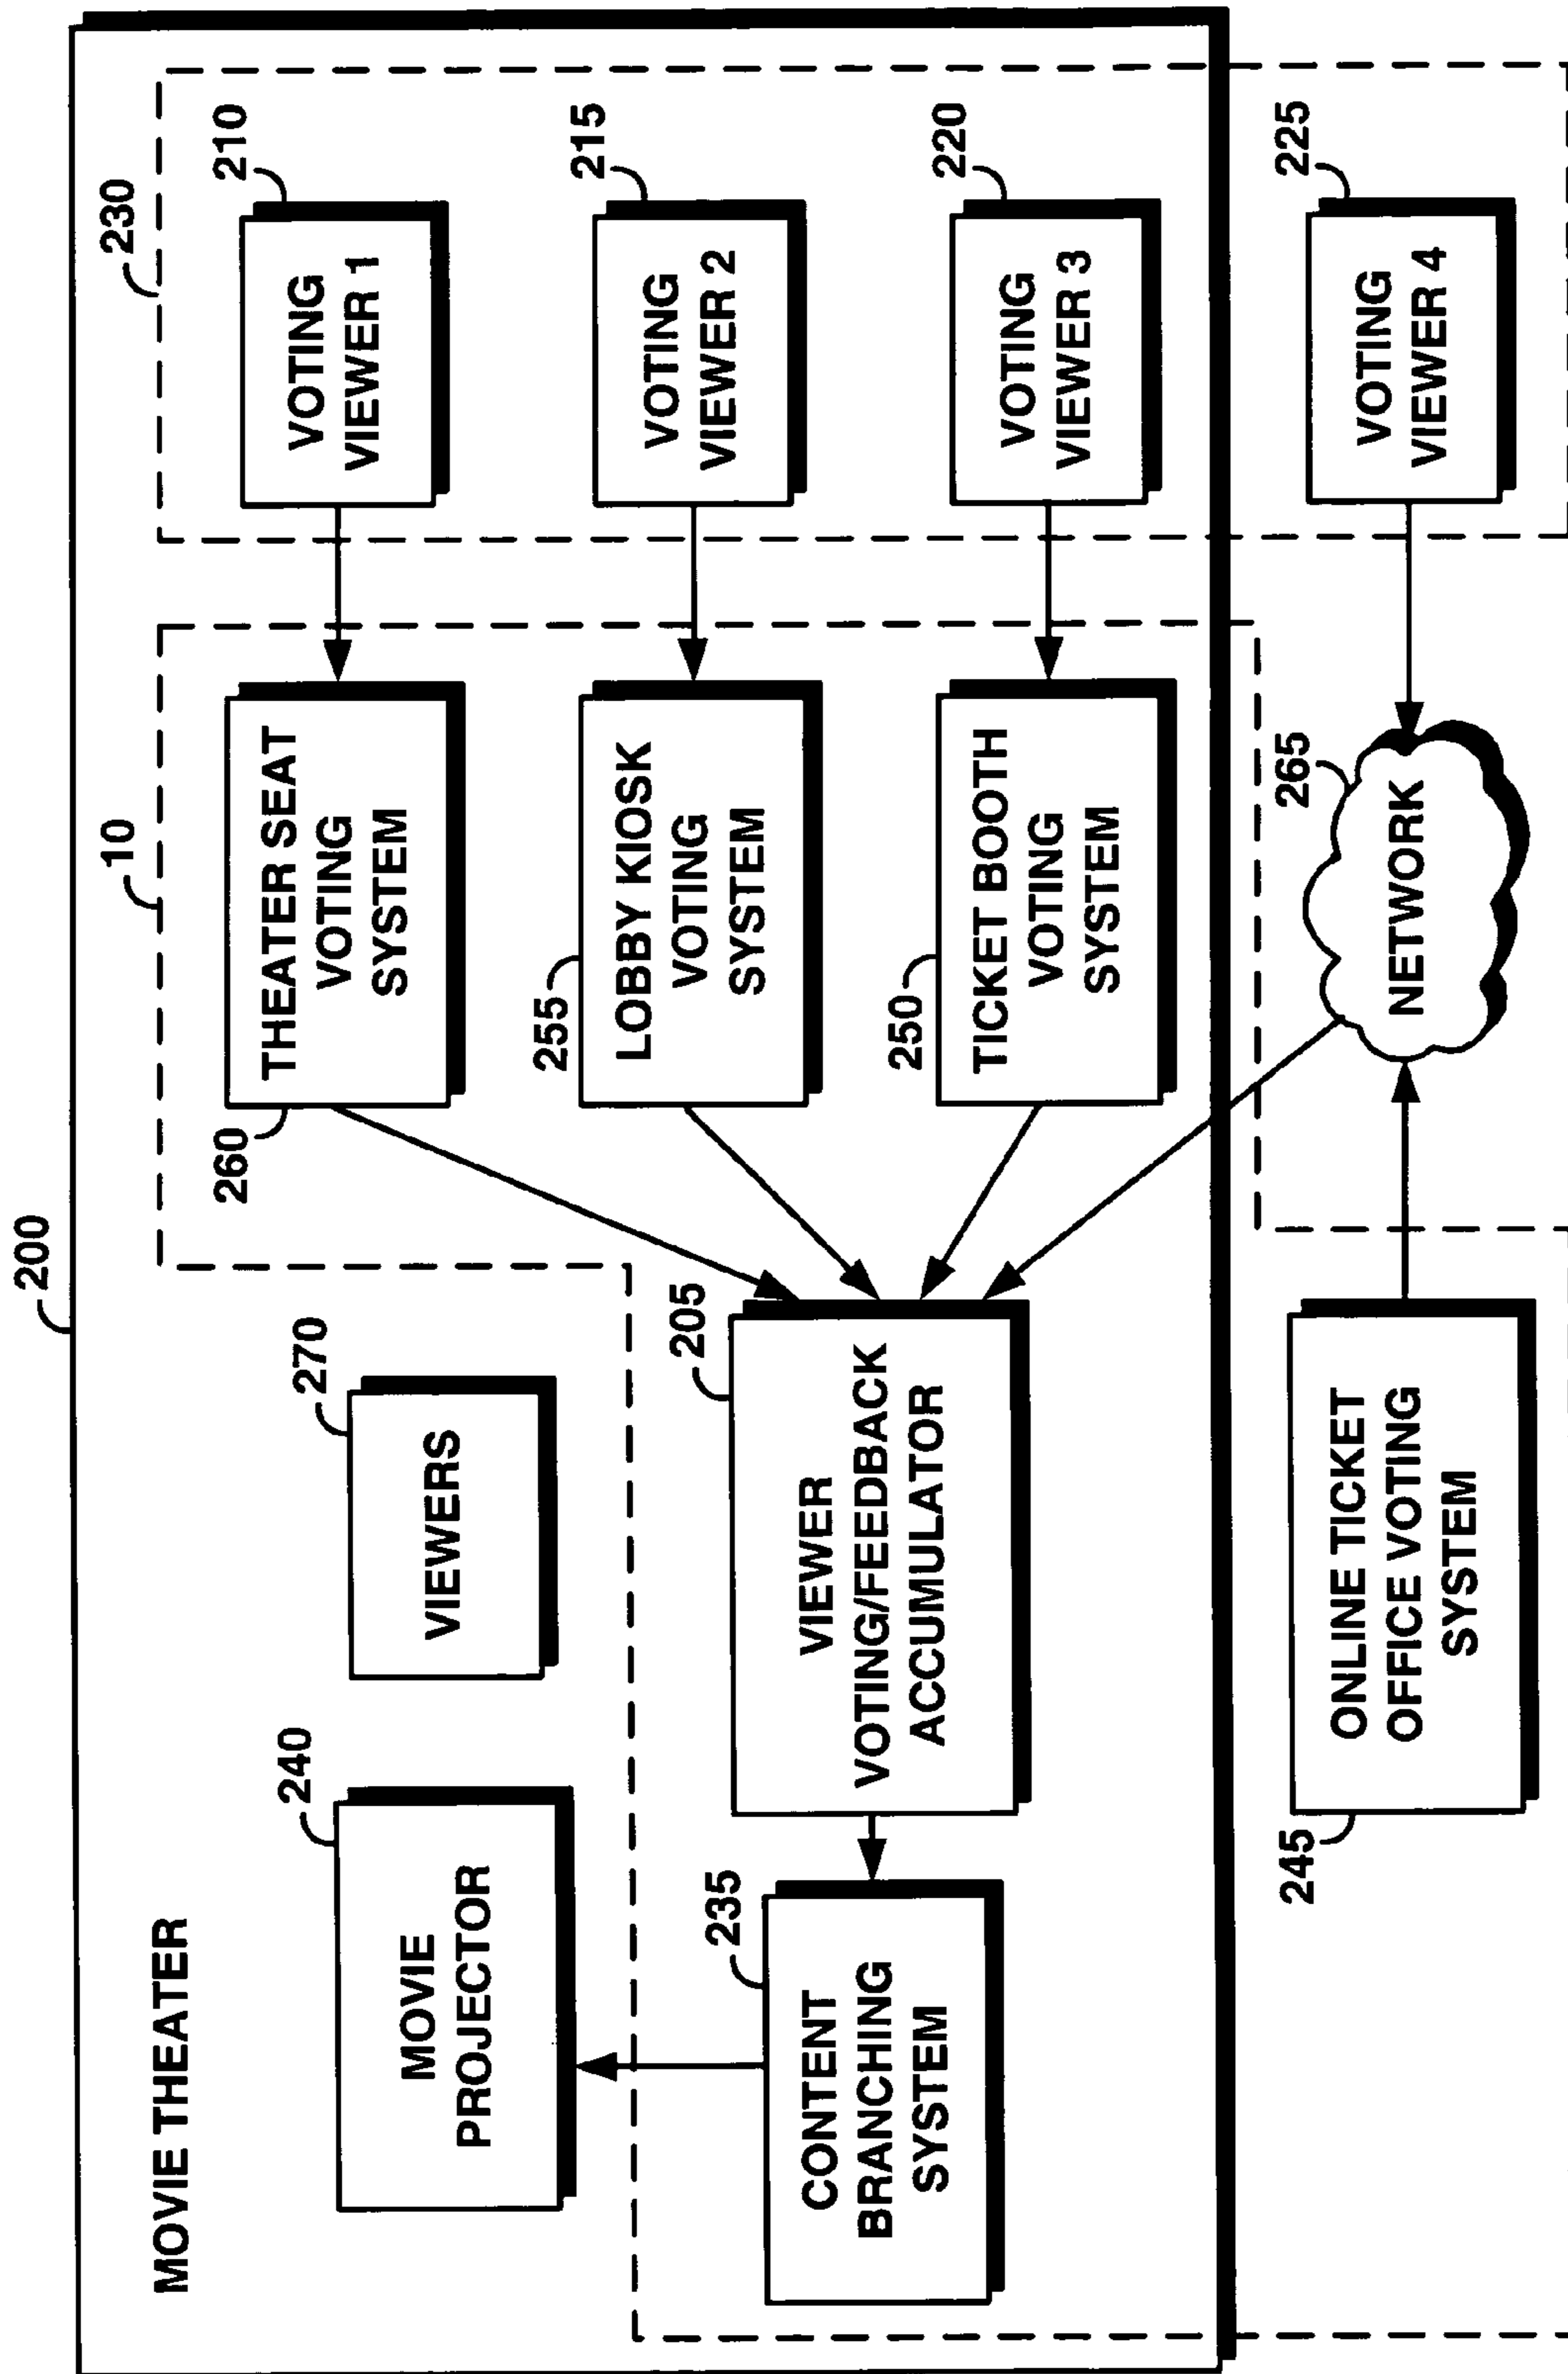 200
MOVIE THEATER
240
MOVIE
PROJECTOR
270
VIEWERS
10
230
260
THEATER SEAT
VOTING
SYSTEM
210
VOTING
VIEWER 1
255
LOBBY KIOSK
VOTING
SYSTEM
215
VOTING
VIEWER 2
235
CONTENT
BRANCHING
SYSTEM
205
VIEWER
VOTING/FEEDBACK
ACCUMULATOR
250
TICKET BOOTH
VOTING
SYSTEM
220
VOTING
VIEWER 3
245
ONLINE TICKET
OFFICE VOTING
SYSTEM
265
NETWORK
225
VOTING
VIEWER 4